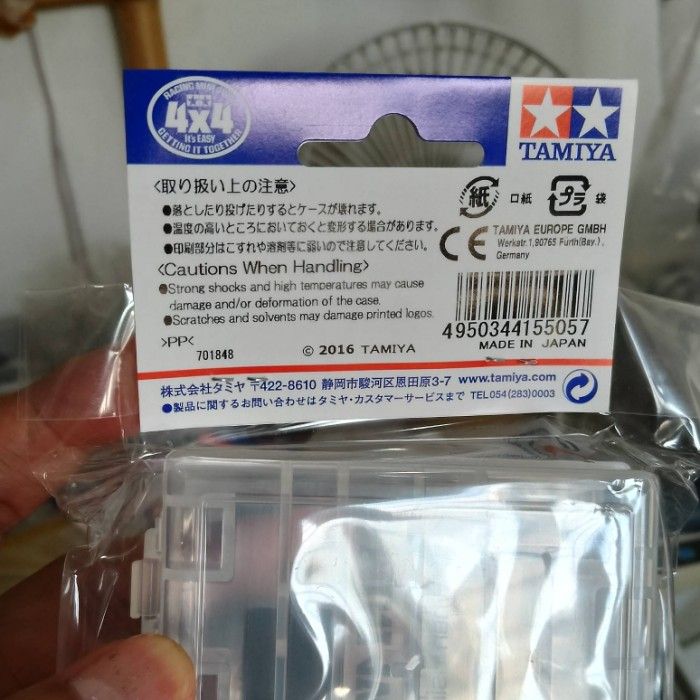 RACING MINI
4x4
It's EASY
GETTING IT TOGETHER
TAMIYA
〈取り扱い上の注意〉
●落としたり投げたりするとケースが壊れます。
●温度の高いところにおいておくと変形する場合があります。
●印刷部分はこすれや溶剤等に弱いので注意してください。
〈Cautions When Handling〉
●Strong shocks and high temperatures may cause
damage and/or deformation of the case.
●Scratches and solvents may damage printed logos.
>PP<
701848
© 2016 TAMIYA
紙 口紙
プラ 袋
CE
TAMIYA EUROPE GMBH
Werkstr.1,90765 Fürth(Bay.),
Germany
4950344155057
MADE IN JAPAN
株式会社タミヤ 〒422-8610 静岡市駿河区恩田原3-7 www.tamiya.com
●製品に関するお問い合わせはタミヤ・カスタマーサービスまで TEL054(283)0003